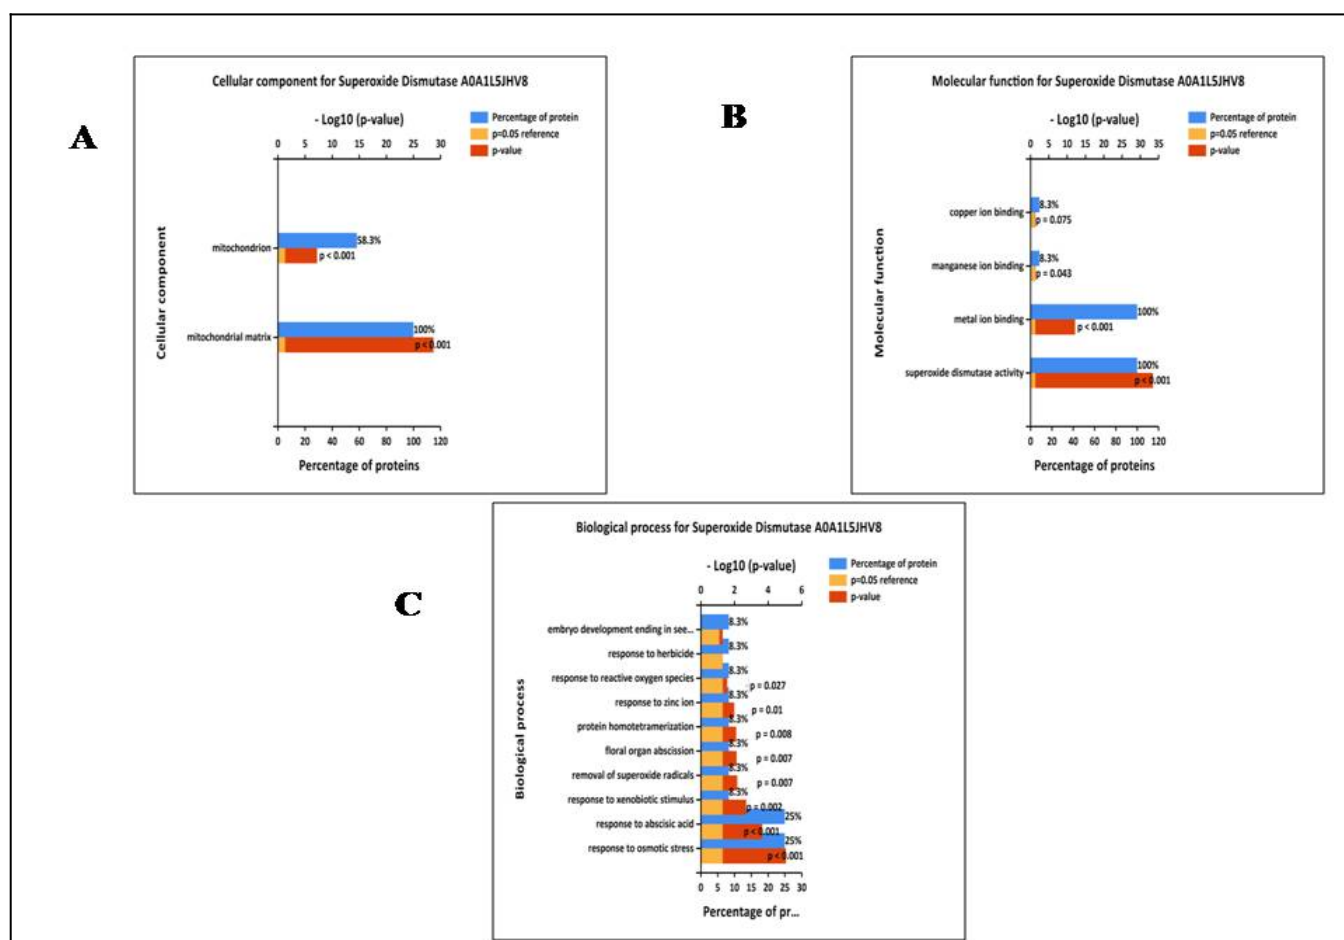 A
Cellular component for Superoxide Dismutase A0A1L5JHV8
- Log10 (p-value)
Percentage of protein
p=0.05 reference
p-value
0 5 10 15 20 25 30
Cellular component
mitochondrion
58.3%
p < 0.001
mitochondrial matrix
100%
p < 0.001
0 20 40 60 80 100 120
Percentage of proteins
B
Molecular function for Superoxide Dismutase A0A1L5JHV8
- Log10 (p-value)
Percentage of protein
p=0.05 reference
p-value
0 5 10 15 20 25 30 35
Molecular function
copper ion binding
8.3%
p = 0.075
manganese ion binding
8.3%
p = 0.043
metal ion binding
100%
p < 0.001
superoxide dismutase activity
100%
p < 0.001
0 20 40 60 80 100 120
Percentage of proteins
C
Biological process for Superoxide Dismutase A0A1L5JHV8
- Log10 (p-value)
Percentage of protein
p=0.05 reference
p-value
0 2 4 6
Biological process
embryo development ending in see...
8.3%
response to herbicide
8.3%
response to reactive oxygen species
8.3%
p = 0.027
response to zinc ion
8.3%
p = 0.01
protein homotetramerization
8.3%
p = 0.008
floral organ abscission
8.3%
p = 0.007
removal of superoxide radicals
8.3%
p = 0.007
response to xenobiotic stimulus
8.3%
p = 0.002
response to abscisic acid
25%
p < 0.001
response to osmotic stress
25%
p < 0.001
0 5 10 15 20 25 30
Percentage of pr...